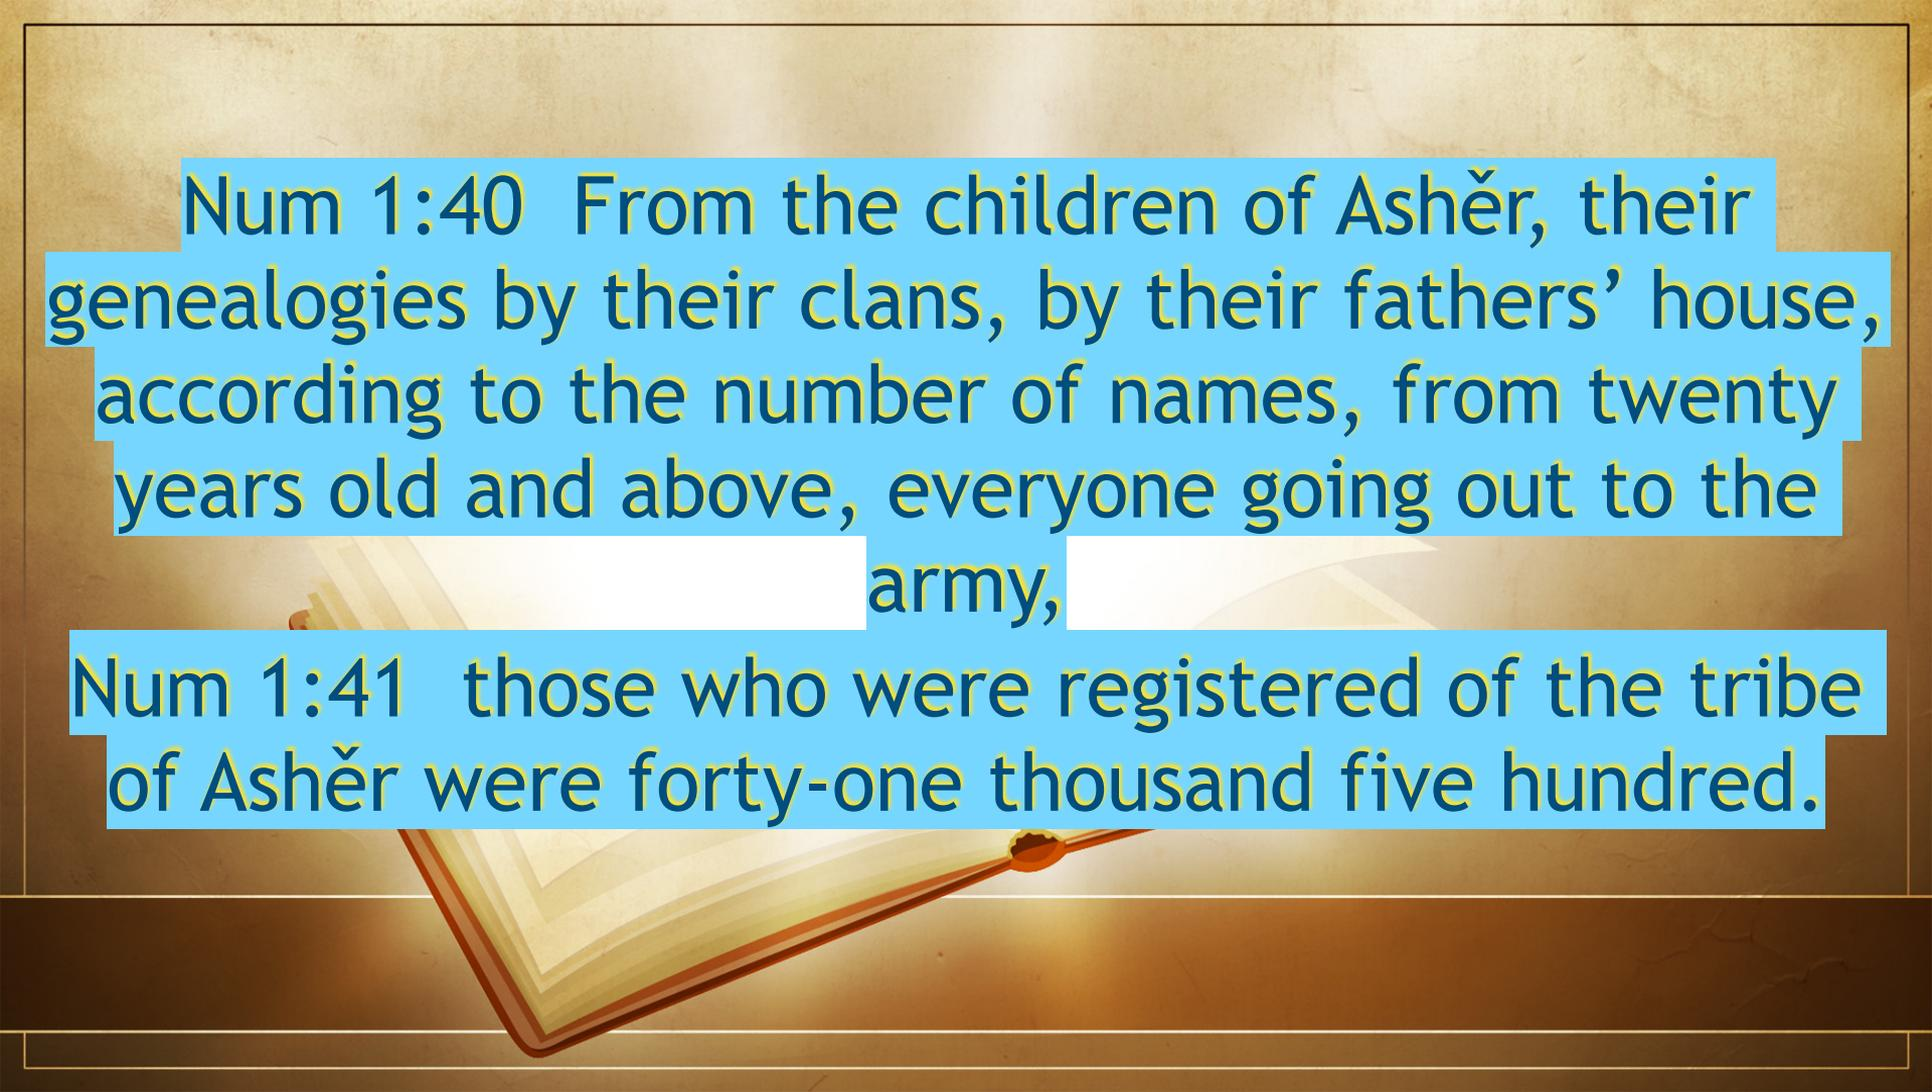 Num 1:40  From the children of Ashěr, their
genealogies by their clans, by their fathers’ house,
according to the number of names, from twenty
years old and above, everyone going out to the
army,
Num 1:41  those who were registered of the tribe
of Ashěr were forty-one thousand five hundred.